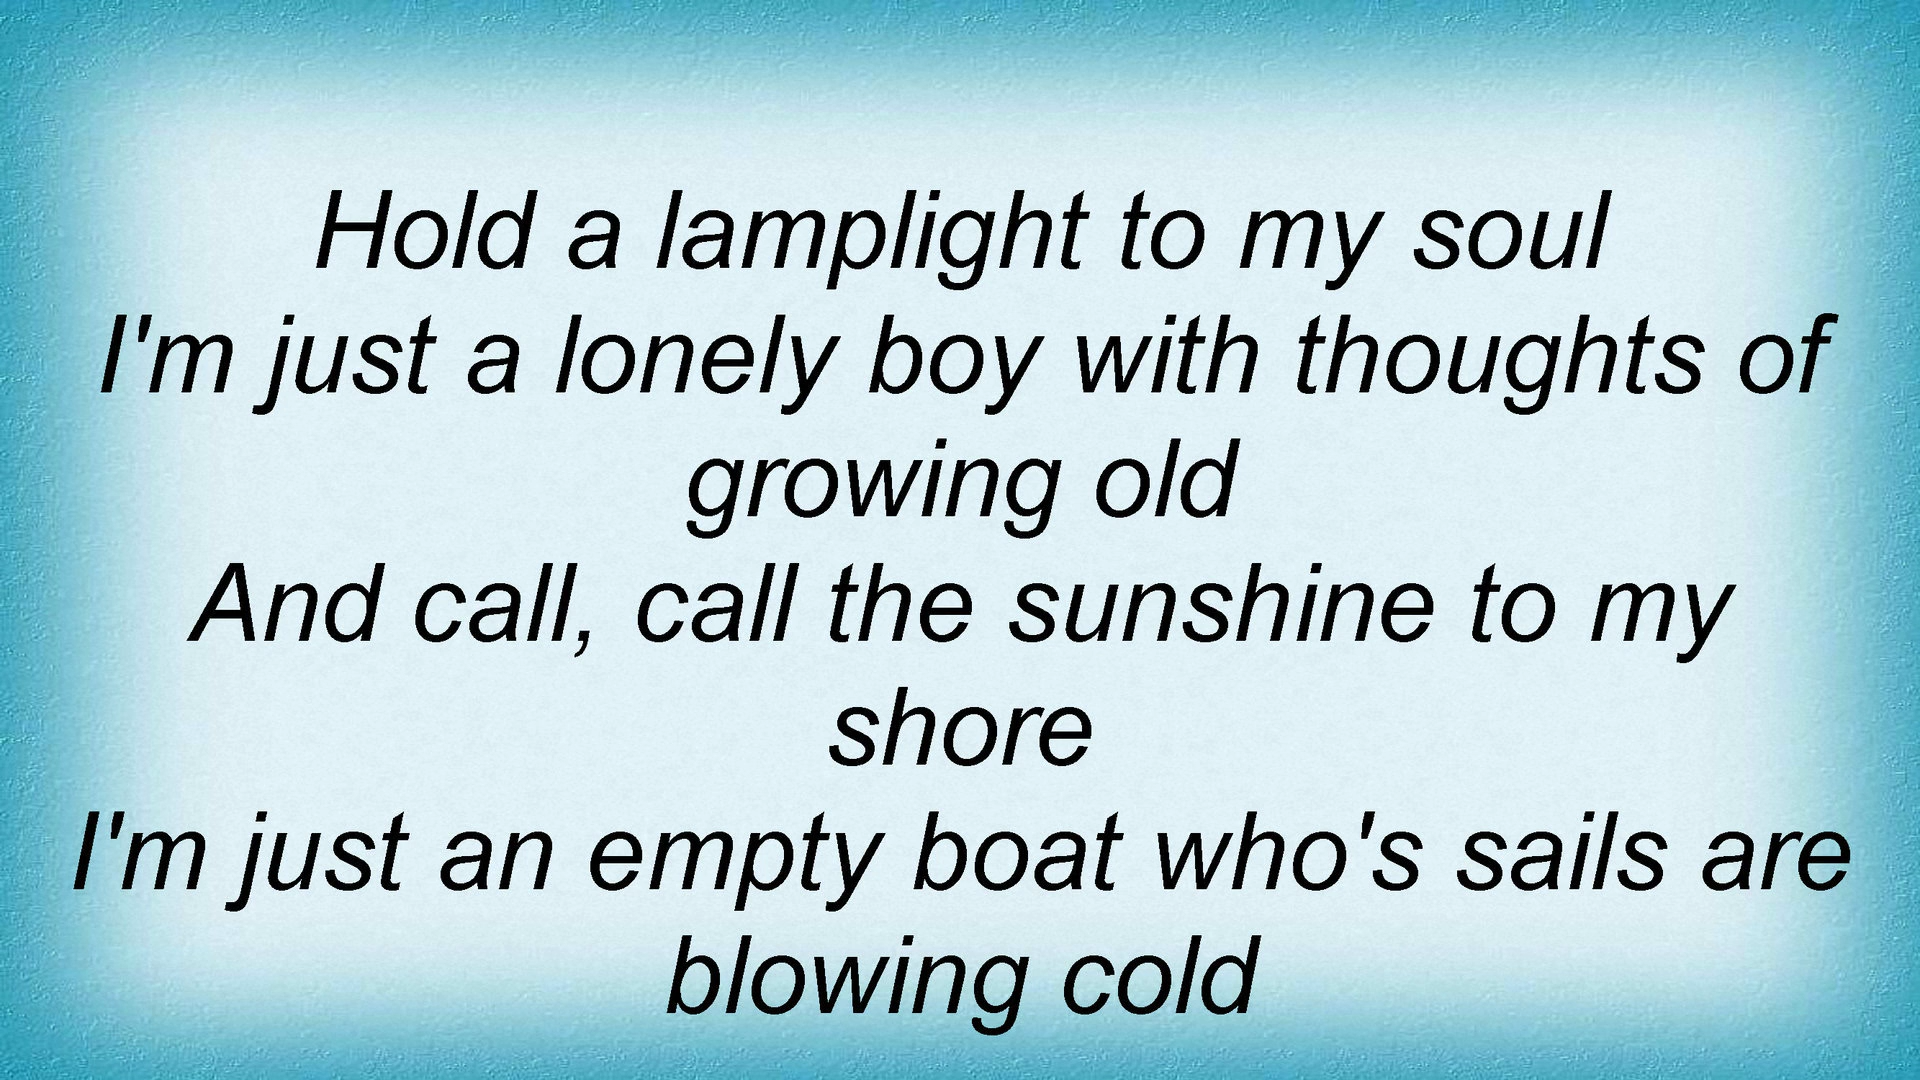 Hold a lamplight to my soul
I'm just a lonely boy with thoughts of
growing old
And call, call the sunshine to my
shore
I'm just an empty boat who's sails are
blowing cold